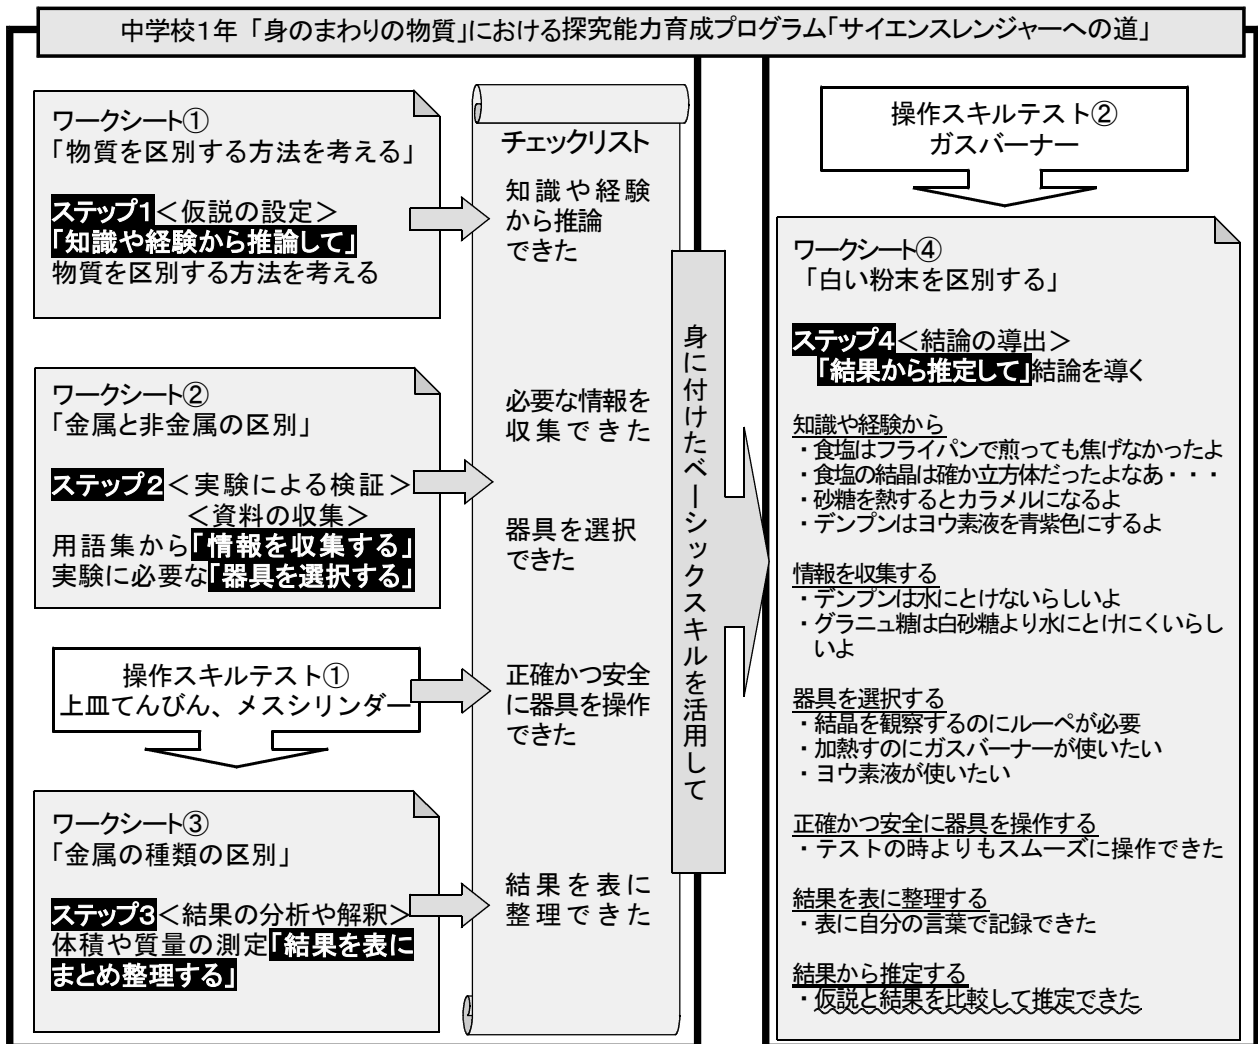 中学校1年 「身のまわりの物質」における探究能力育成プログラム「サイエンスレンジャーへの道」
ワークシート①
「物質を区別する方法を考える」
ステップ1＜仮説の設定＞
「知識や経験から推論して」
物質を区別する方法を考える
ワークシート②
「金属と非金属の区別」
ステップ2＜実験による検証＞
＜資料の収集＞
用語集から「情報を収集する」
実験に必要な「器具を選択する」
操作スキルテスト①
上皿てんびん、メスシリンダー
ワークシート③
「金属の種類の区別」
ステップ3＜結果の分析や解釈＞
体積や質量の測定「結果を表に
まとめ整理する」
チェックリスト
知識や経験
から推論
できた
必要な情報を
収集できた
器具を選択
できた
正確かつ安全
に器具を操作
できた
結果を表に
整理できた
身に付けたベーシックスキルを活用して
操作スキルテスト②
ガスバーナー
ワークシート④
「白い粉末を区別する」
ステップ4＜結論の導出＞
「結果から推定して」結論を導く
知識や経験から
・食塩はフライパンで煎っても焦げなかったよ
・食塩の結晶は確か立方体だったよなあ・・・
・砂糖を熱するとカラメルになるよ
・デンプンはヨウ素液を青紫色にするよ
情報を収集する
・デンプンは水にとけないらしいよ
・グラニュ糖は白砂糖より水にとけにくいらし
いよ
器具を選択する
・結晶を観察するのにルーペが必要
・加熱すのにガスバーナーが使いたい
・ヨウ素液が使いたい
正確かつ安全に器具を操作する
・テストの時よりもスムーズに操作できた
結果を表に整理する
・表に自分の言葉で記録できた
結果から推定する
・仮説と結果を比較して推定できた